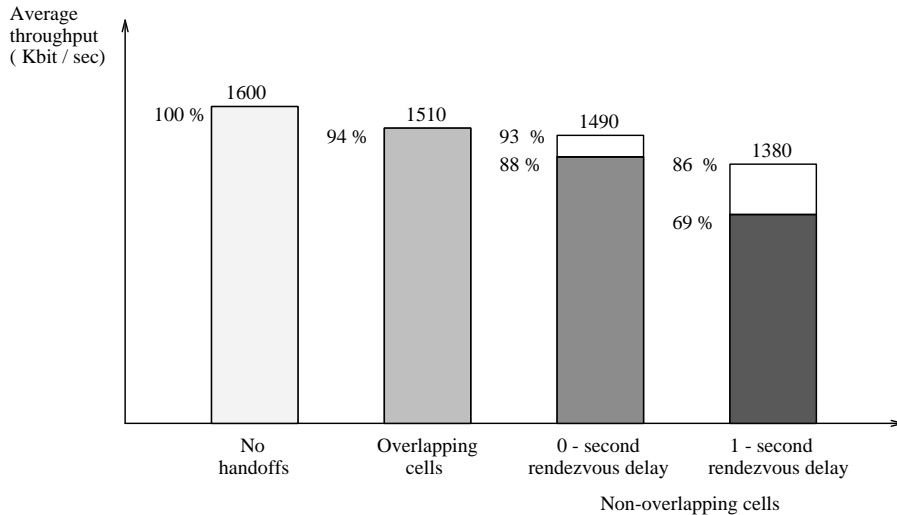 Average
throughput
( Kbit / sec)
100 %
1600
94 %
1510
93 %
88 %
1490
86 %
69 %
1380
No
handoffs
Overlapping
cells
0 - second
rendezvous delay
1 - second
rendezvous delay
Non-overlapping cells